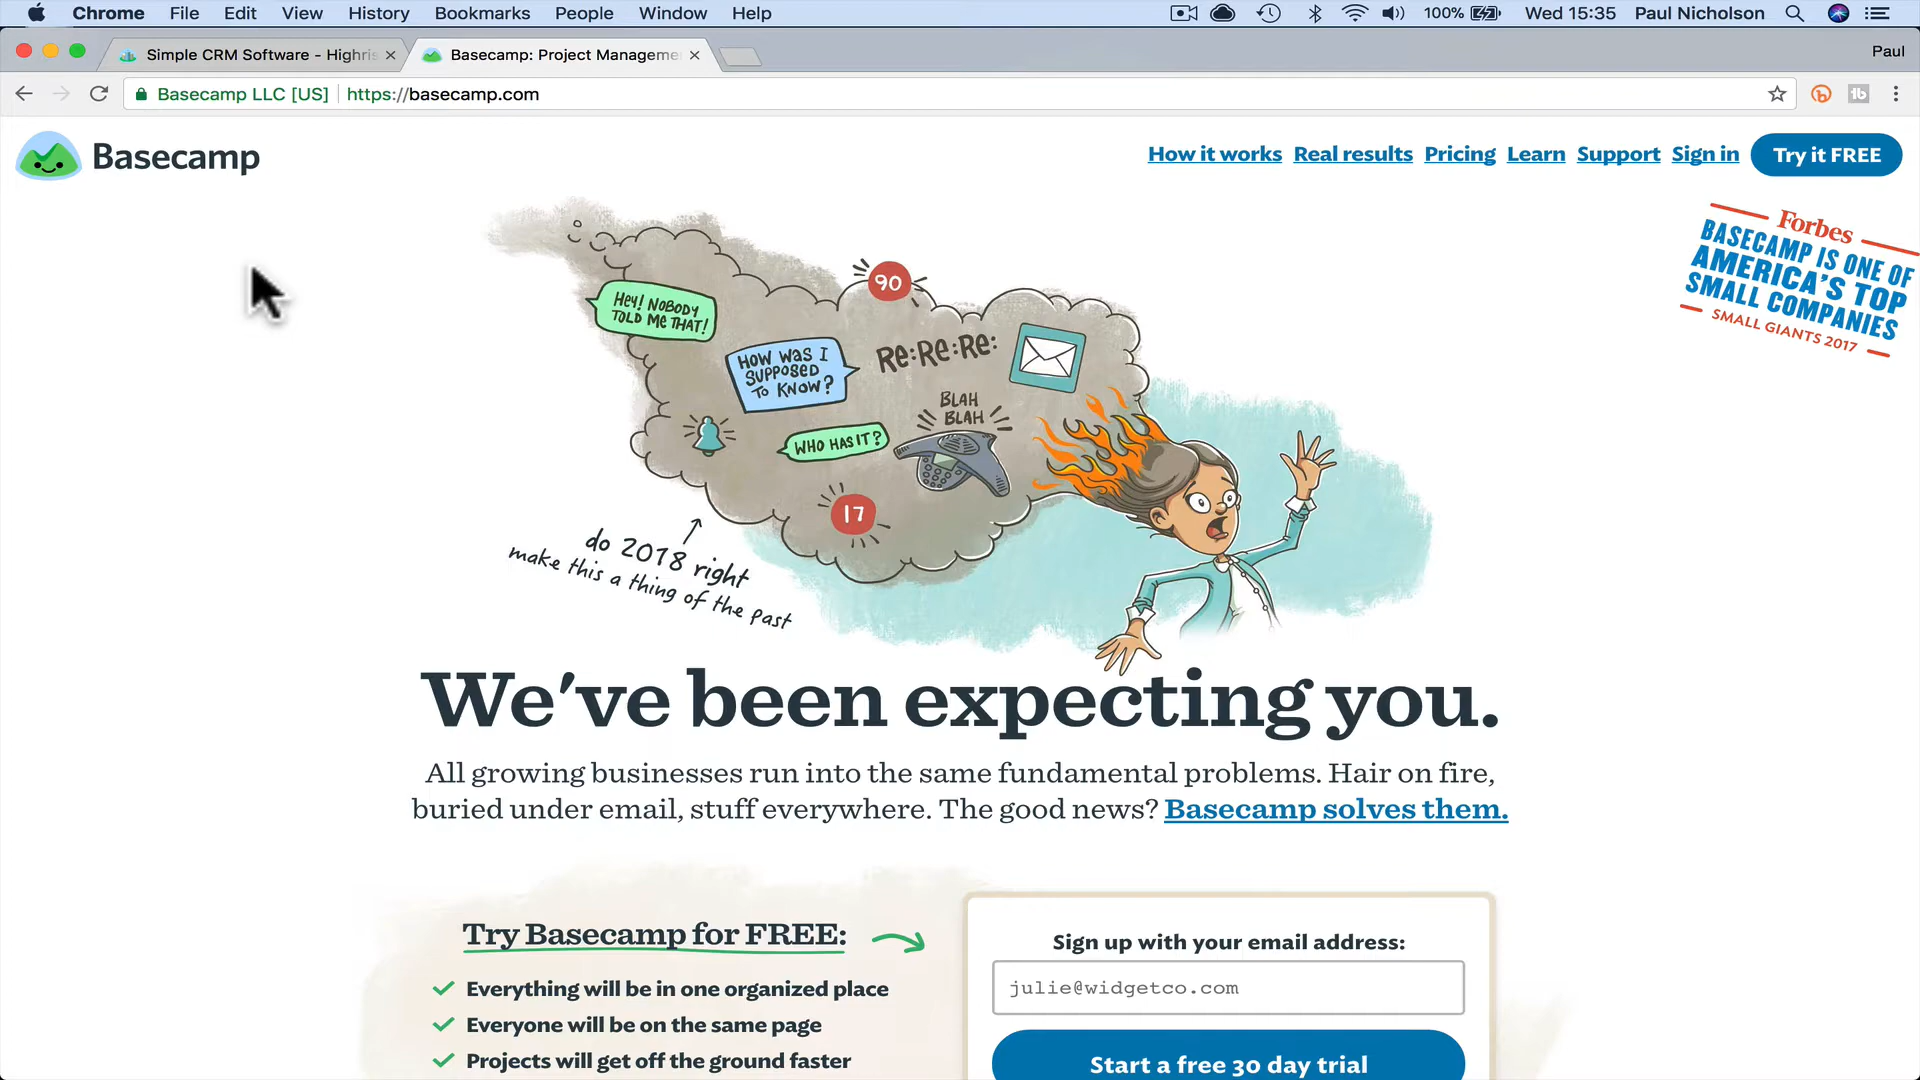 Chrome File Edit View History Bookmarks People Window Help 100% Wed 15:35 Paul Nicholson
Simple CRM Software - Highris
Basecamp: Project Manageme
Paul
Basecamp LLC [US] https://basecamp.com
Basecamp
How it works Real results Pricing Learn Support Sign in Try it FREE
Forbes
BASECAMP IS ONE OF
AMERICA'S TOP
SMALL COMPANIES
SMALL GIANTS 2017
90
Hey! NOBODY
TOLD Me THAT!
HOW WAS I
SUPPOSED
TO KNOW?
Re:Re:Re:
BLAH
BLAH
WHO HAS IT?
17
do 2018 right
make this a thing of the past
We've been expecting you.
All growing businesses run into the same fundamental problems. Hair on fire,
buried under email, stuff everywhere. The good news? Basecamp solves them.
Try Basecamp for FREE:
Everything will be in one organized place
Everyone will be on the same page
Projects will get off the ground faster
Sign up with your email address:
julie@widgetco.com
Start a free 30 day trial